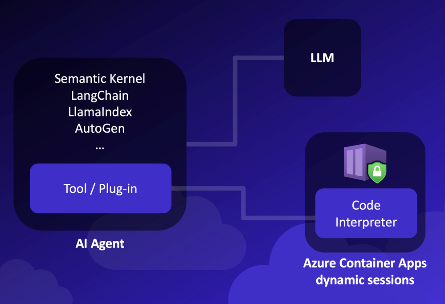 Semantic Kernel
LangChain
LlamaIndex
AutoGen
...
Tool / Plug-in
AI Agent
LLM
Code
Interpreter
Azure Container Apps
dynamic sessions